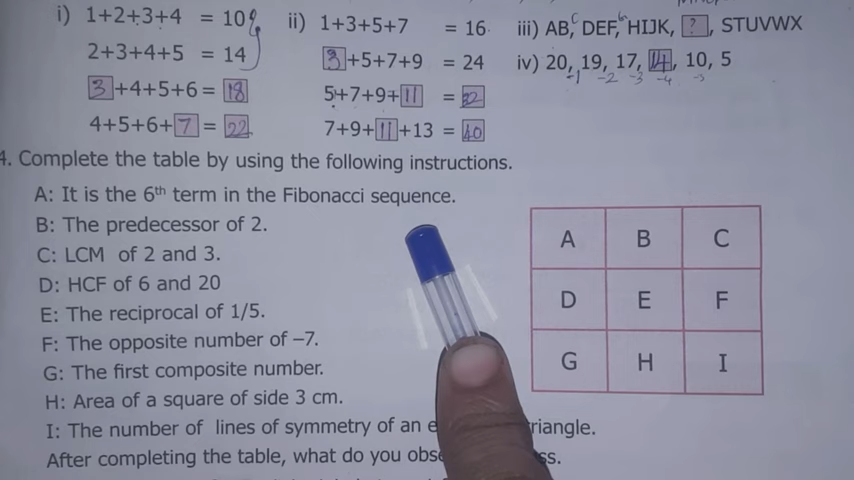 i) 1+2+3+4 = 10 ii) 1+3+5+7 = 16 iii) AB, DEF, HIJK, ?, STUVWX
2+3+4+5 = 14 3+5+7+9 = 24 iv) 20, 19, 17, 14, 10, 5
-1 -2 -3 -4
3+4+5+6 = 18 5+7+9+11 = 32
4+5+6+7 = 22 7+9+11+13 = 40
4. Complete the table by using the following instructions.
A: It is the 6th term in the Fibonacci sequence.
B: The predecessor of 2.
C: LCM of 2 and 3.
D: HCF of 6 and 20
E: The reciprocal of 1/5.
F: The opposite number of –7.
G: The first composite number.
H: Area of a square of side 3 cm.
I: The number of lines of symmetry of an
After completing the table, what do you
A B C
D E F
G H I